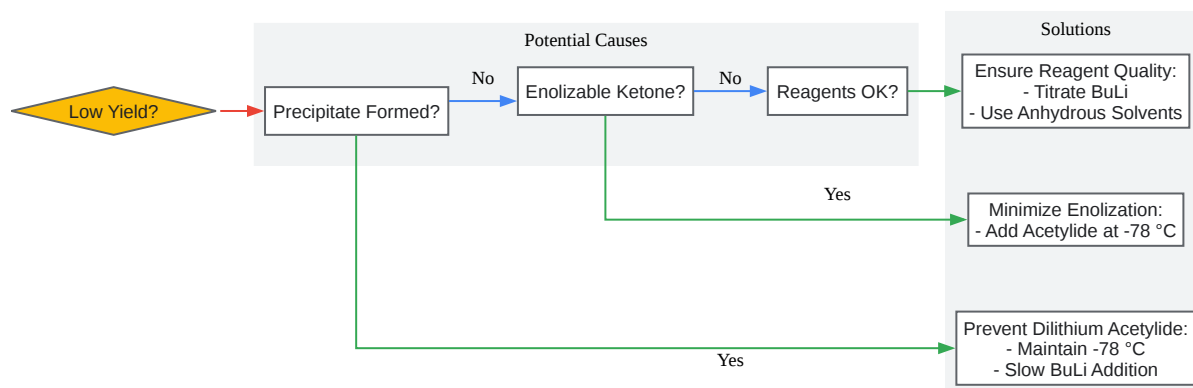 Potential Causes
Solutions
Low Yield?
Precipitate Formed?
No
Enolizable Ketone?
No
Reagents OK?
Ensure Reagent Quality:
- Titrate BuLi
- Use Anhydrous Solvents
Yes
Minimize Enolization:
- Add Acetylide at -78 °C
Yes
Prevent Dilithium Acetylide:
- Maintain -78 °C
- Slow BuLi Addition